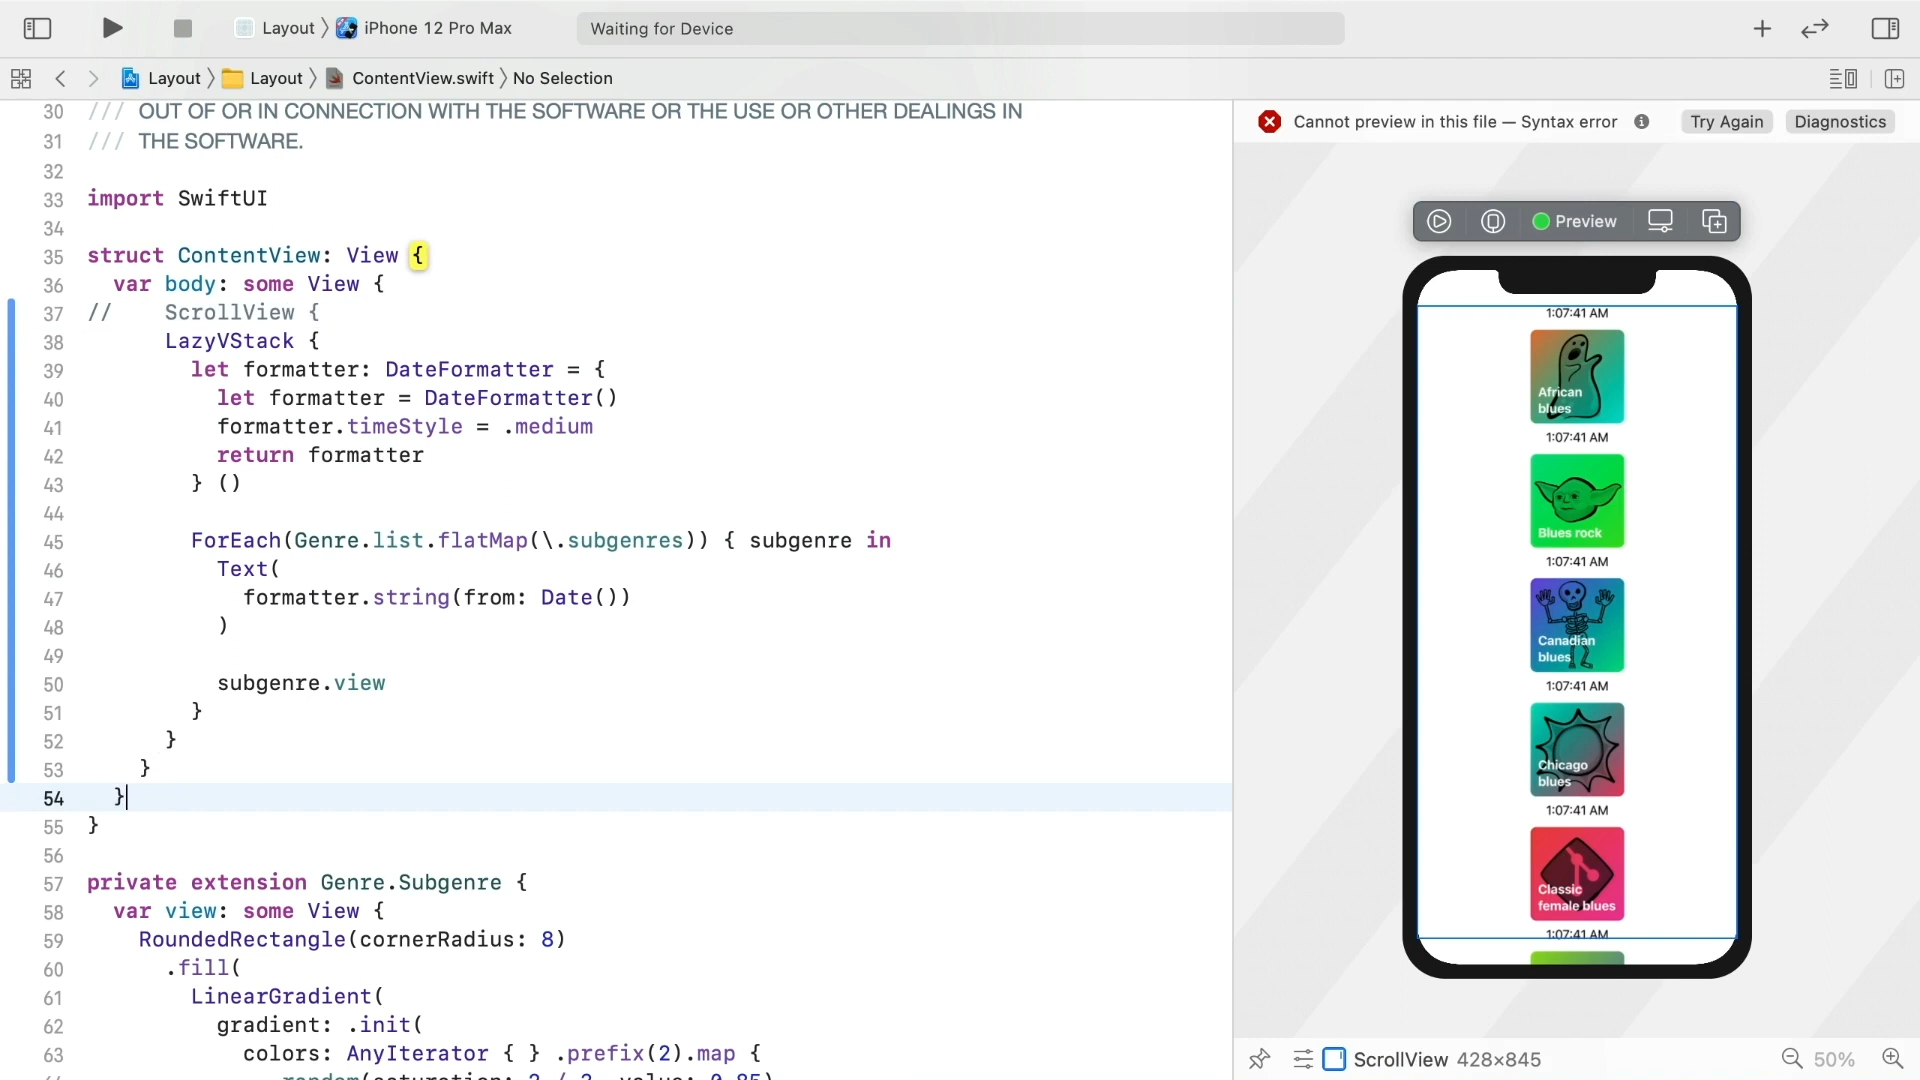 Layout 〉 iPhone 12 Pro Max
Waiting for Device
Layout 〉 Layout 〉 ContentView.swift 〉 No Selection
30 /// OUT OF OR IN CONNECTION WITH THE SOFTWARE OR THE USE OR OTHER DEALINGS IN
31 /// THE SOFTWARE.
32
33 import SwiftUI
34
35 struct ContentView: View {
36   var body: some View {
37 //    ScrollView {
38       LazyVStack {
39         let formatter: DateFormatter = {
40           let formatter = DateFormatter()
41           formatter.timeStyle = .medium
42           return formatter
43         } ()
44
45         ForEach(Genre.list.flatMap(\.subgenres)) { subgenre in
46           Text(
47             formatter.string(from: Date())
48           )
49
50           subgenre.view
51         }
52       }
53     }
54   }
55 }
56
57 private extension Genre.Subgenre {
58   var view: some View {
59     RoundedRectangle(cornerRadius: 8)
60       .fill(
61         LinearGradient(
62           gradient: .init(
63             colors: AnyIterator { } .prefix(2).map {
Cannot preview in this file — Syntax error
Try Again
Diagnostics
Preview
1:07:41 AM
African
blues
1:07:41 AM
Blues rock
1:07:41 AM
Canadian
blues
1:07:41 AM
Chicago
blues
1:07:41 AM
Classic
female blues
1:07:41 AM
ScrollView 428×845
50%